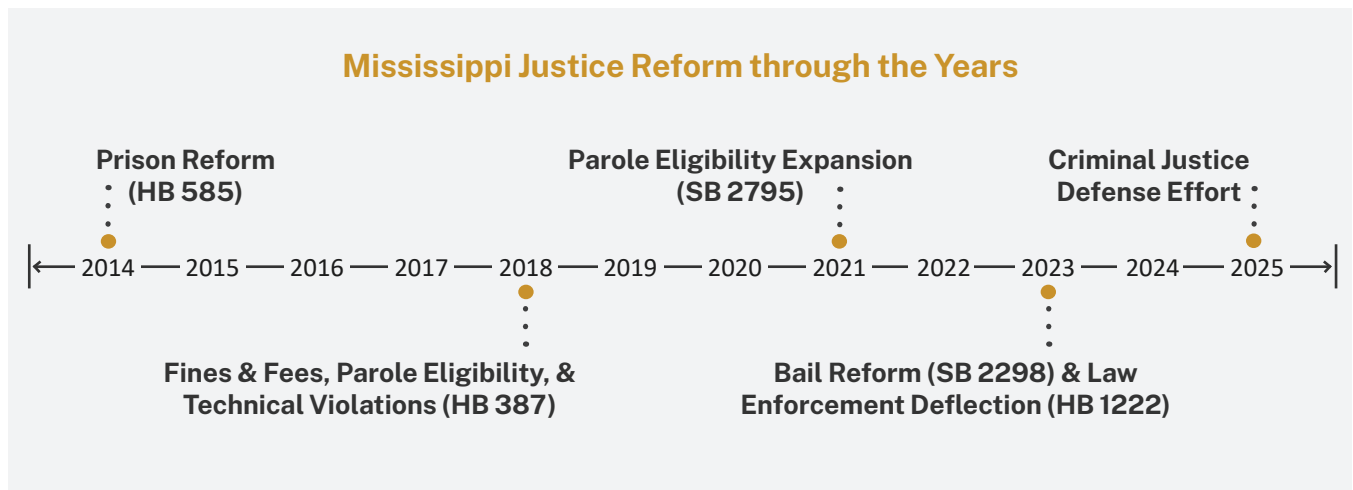 Mississippi Justice Reform through the Years
Prison Reform
(HB 585)
Parole Eligibility Expansion
(SB 2795)
Criminal Justice
Defense Effort
2014 2015 2016 2017 2018 2019 2020 2021 2022 2023 2024 2025
Fines & Fees, Parole Eligibility, &
Technical Violations (HB 387)
Bail Reform (SB 2298) & Law
Enforcement Deflection (HB 1222)